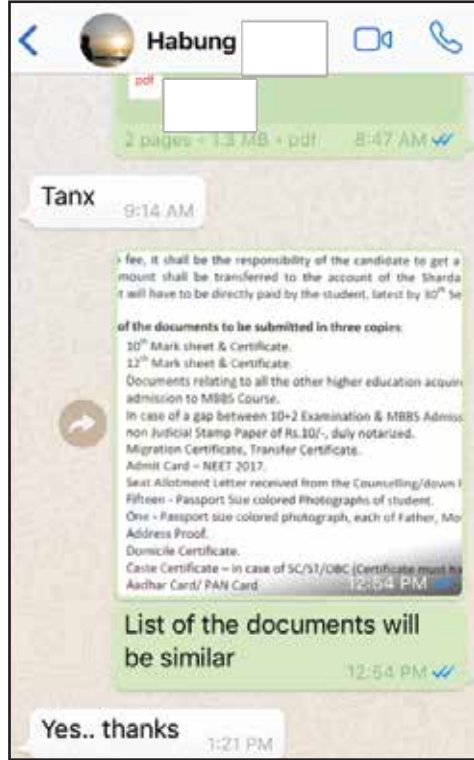 Habung
pdf
2 pages • 1.3 MB • pdf 8:47 AM
Tanx
9:14 AM
fee, it shall be the responsibility of the candidate to get a
mount shall be transferred to the account of the Sharda
t will have to be directly paid by the student, latest by 30th Se
of the documents to be submitted in three copies:
10th Mark sheet & Certificate.
12th Mark sheet & Certificate.
Documents relating to all the other higher education acquire
admission to MBBS Course.
In case of a gap between 10+2 Examination & MBBS Admiss
non Judicial Stamp Paper of Rs.10/-, duly notarized.
Migration Certificate, Transfer Certificate.
Admit Card – NEET 2017.
Seat Allotment Letter received from the Counselling/down
Fifteen - Passport Size colored Photographs of student.
One - Passport size colored photograph, each of Father, Mo
Address Proof.
Domicile Certificate.
Caste Certificate – in case of SC/ST/OBC (Certificate must ha
Aadhar Card/ PAN Card
12:54 PM
List of the documents will
be similar
12:54 PM
Yes.. thanks
1:21 PM